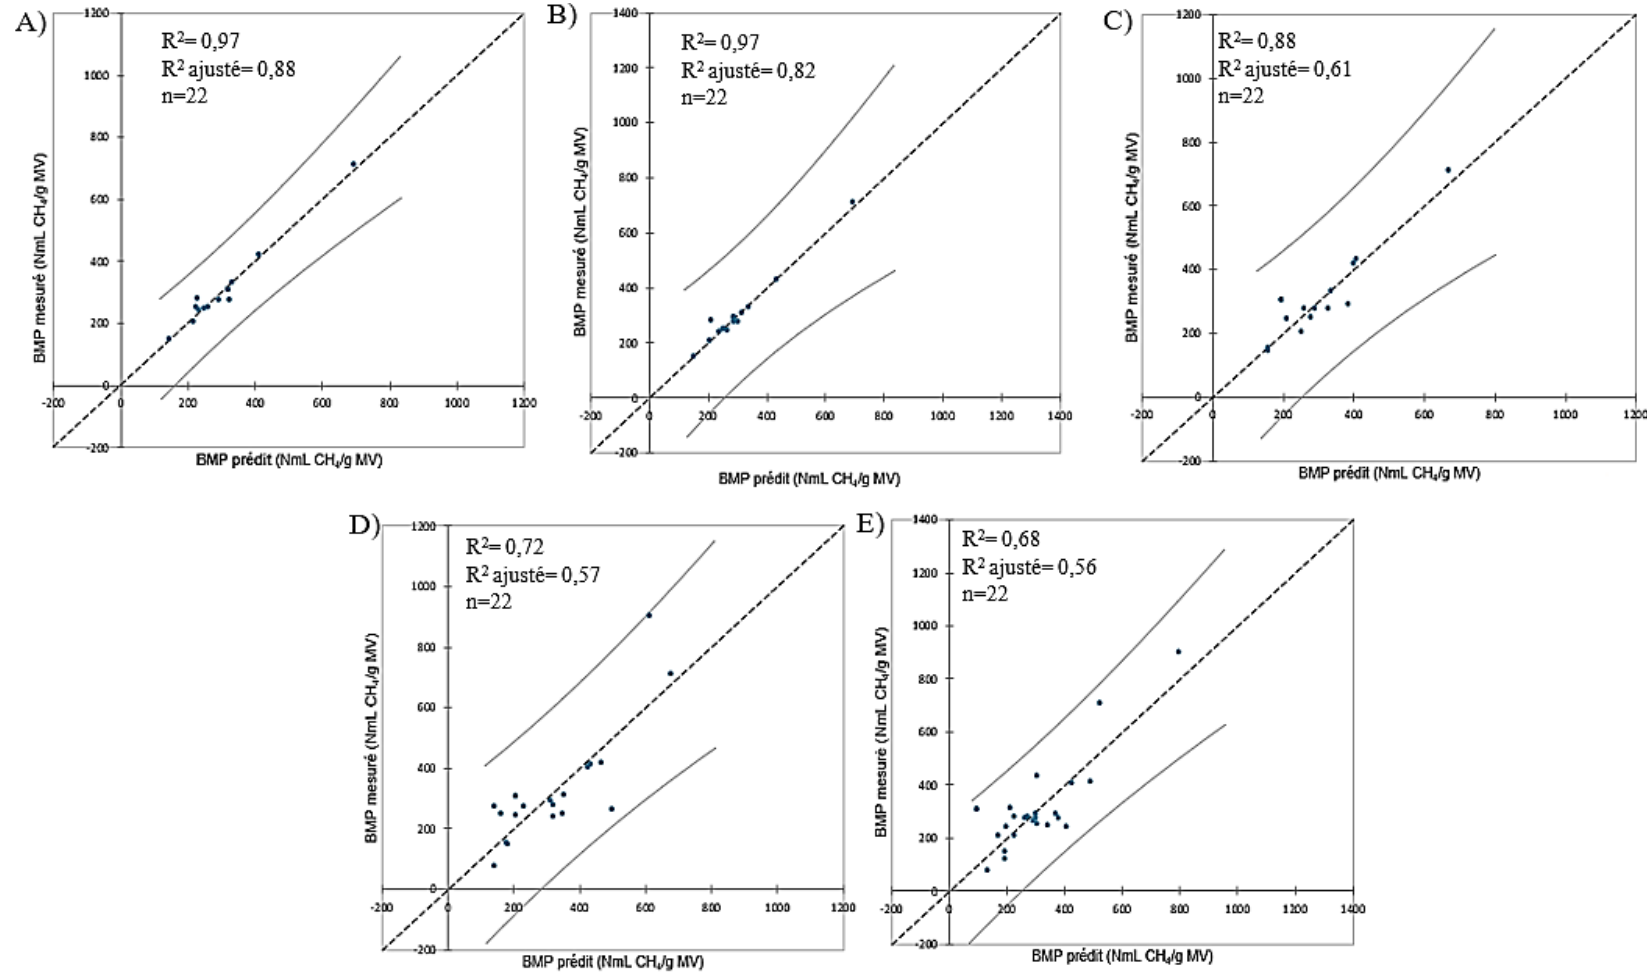 A)
R²= 0,97
R² ajusté= 0,88
n=22
BMP mesuré (NmL CH₄/g MV)
1200
1000
800
600
400
200
0
-200
-200 0 200 400 600 800 1000 1200
BMP prédit (NmL CH₄/g MV)
B)
R²= 0,97
R² ajusté= 0,82
n=22
BMP mesuré (NmL CH₄/g MV)
1400
1200
1000
800
600
400
200
0
-200
-200 0 200 400 600 800 1000 1200 1400
BMP prédit (NmL CH₄/g MV)
C)
R²= 0,88
R² ajusté= 0,61
n=22
BMP mesuré (NmL CH₄/g MV)
1200
1000
800
600
400
200
0
-200
-200 0 200 400 600 800 1000 1200
BMP prédit (NmL CH₄/g MV)
D)
R²= 0,72
R² ajusté= 0,57
n=22
BMP mesuré (NmL CH₄/g MV)
1200
1000
800
600
400
200
0
-200
-200 0 200 400 600 800 1000 1200
BMP prédit (NmL CH₄/g MV)
E)
R²= 0,68
R² ajusté= 0,56
n=22
BMP mesuré (NmL CH₄/g MV)
1400
1200
1000
800
600
400
200
0
-200
-200 0 200 400 600 800 1000 1200 1400
BMP prédit (NmL CH₄/g MV)